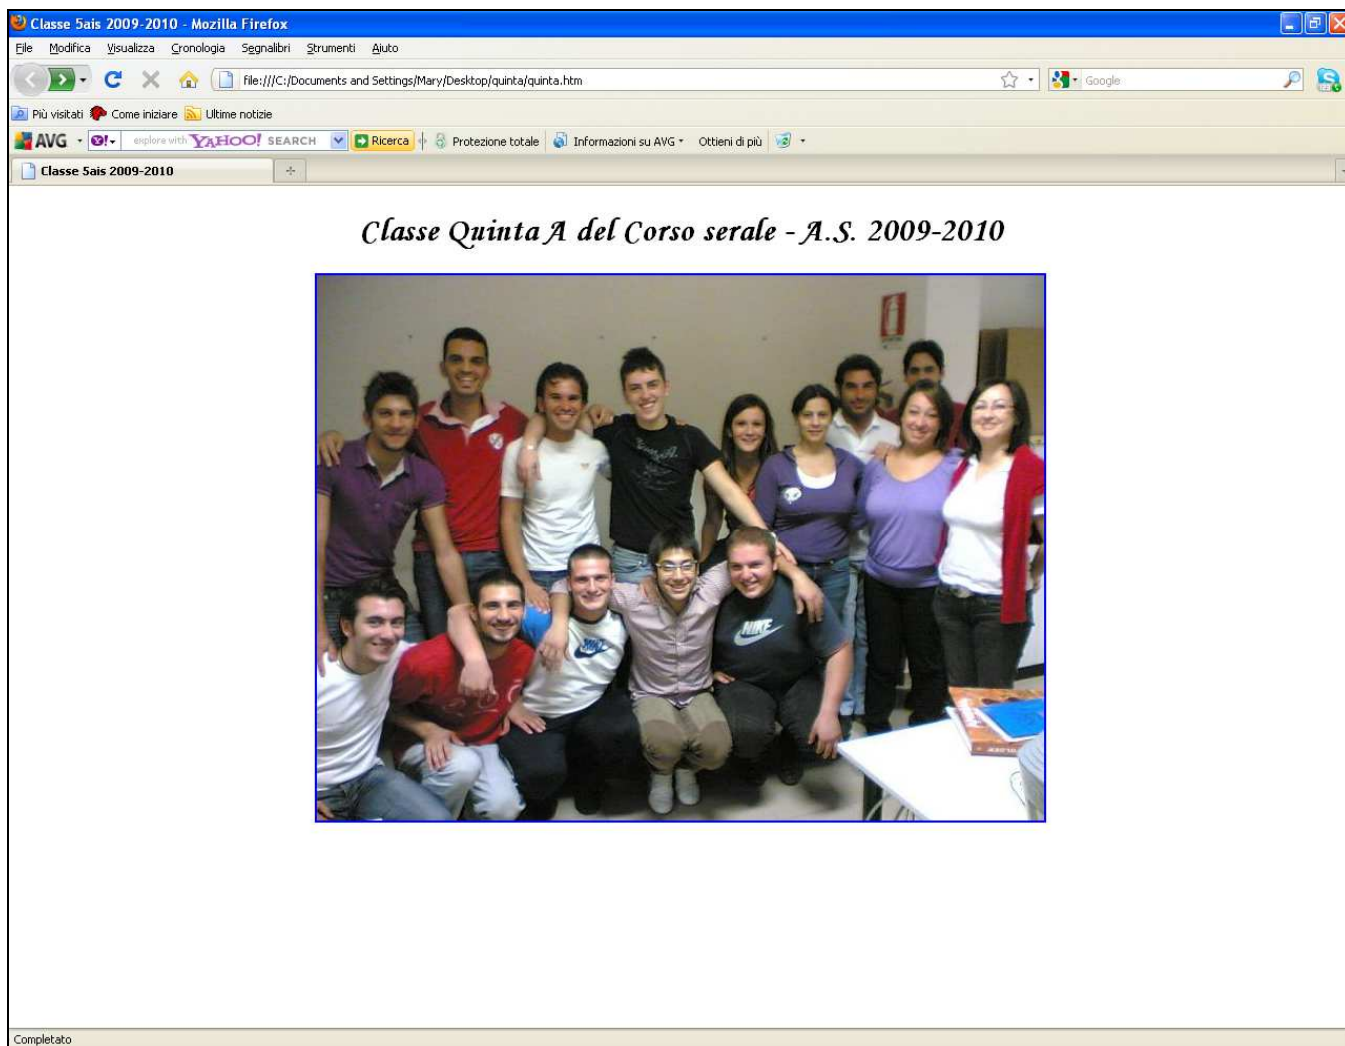 Classe 5ais 2009-2010 - Mozilla Firefox
File Modifica Visualizza Cronologia Segnalibri Strumenti Aiuto
file:///C:/Documents and Settings/Mary/Desktop/quinta/quinta.htm
Google
Più visitati Come iniziare Ultime notizie
AVG explore with YAHOO! SEARCH Ricerca Protezione totale Informazioni su AVG Ottieni di più
Classe 5ais 2009-2010
Classe Quinta A del Corso serale - A.S. 2009-2010
NIKE
Completato